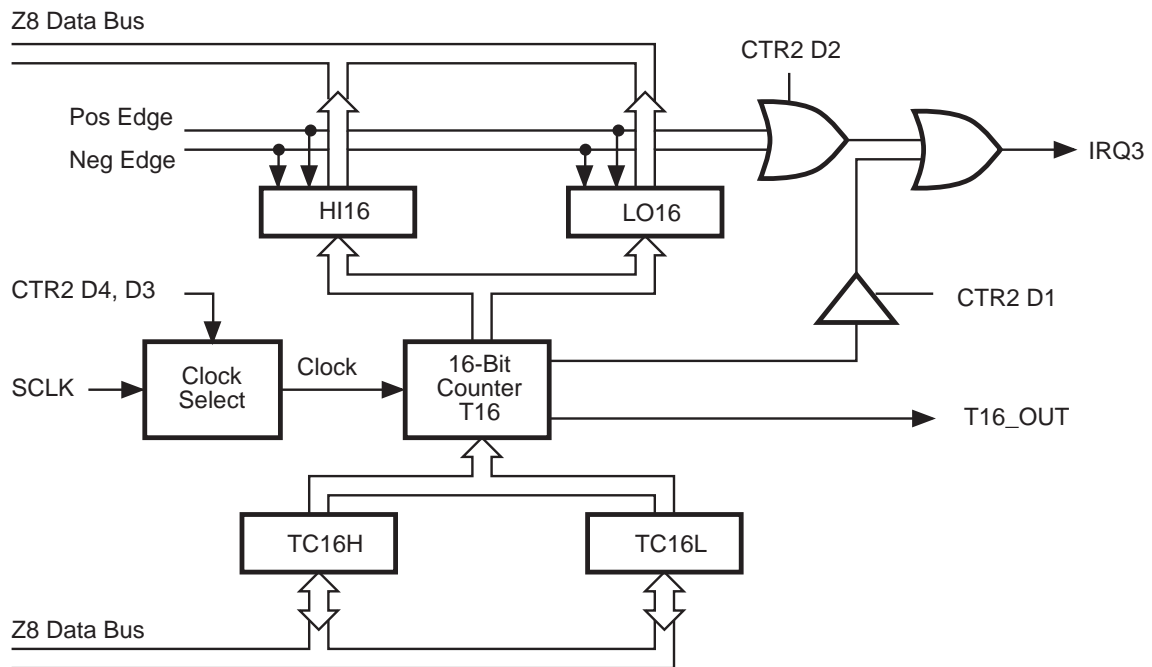 Z8 Data Bus
CTR2 D2
Pos Edge
Neg Edge
IRQ3
HI16
LO16
CTR2 D4, D3
CTR2 D1
SCLK
Clock
Select
Clock
16-Bit
Counter
T16
T16_OUT
TC16H
TC16L
Z8 Data Bus